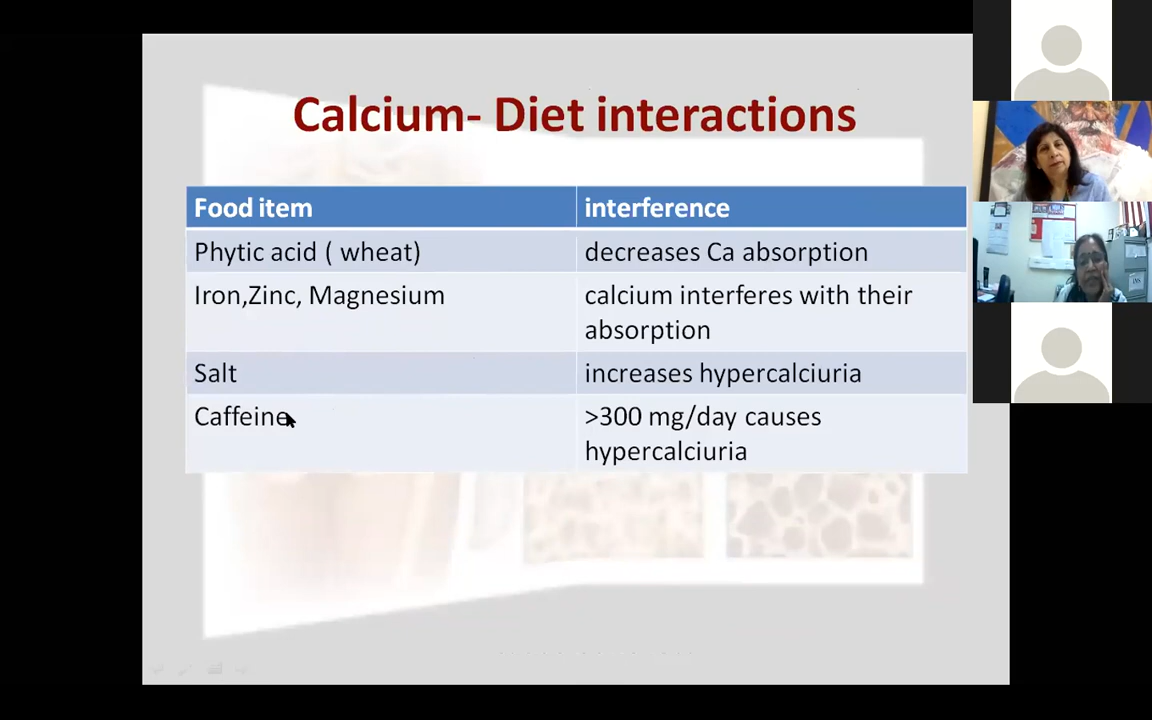 Calcium- Diet interactions
Food item
interference
Phytic acid ( wheat)
decreases Ca absorption
Iron,Zinc, Magnesium
calcium interferes with their
absorption
Salt
increases hypercalciuria
Caffeine
>300 mg/day causes
hypercalciuria